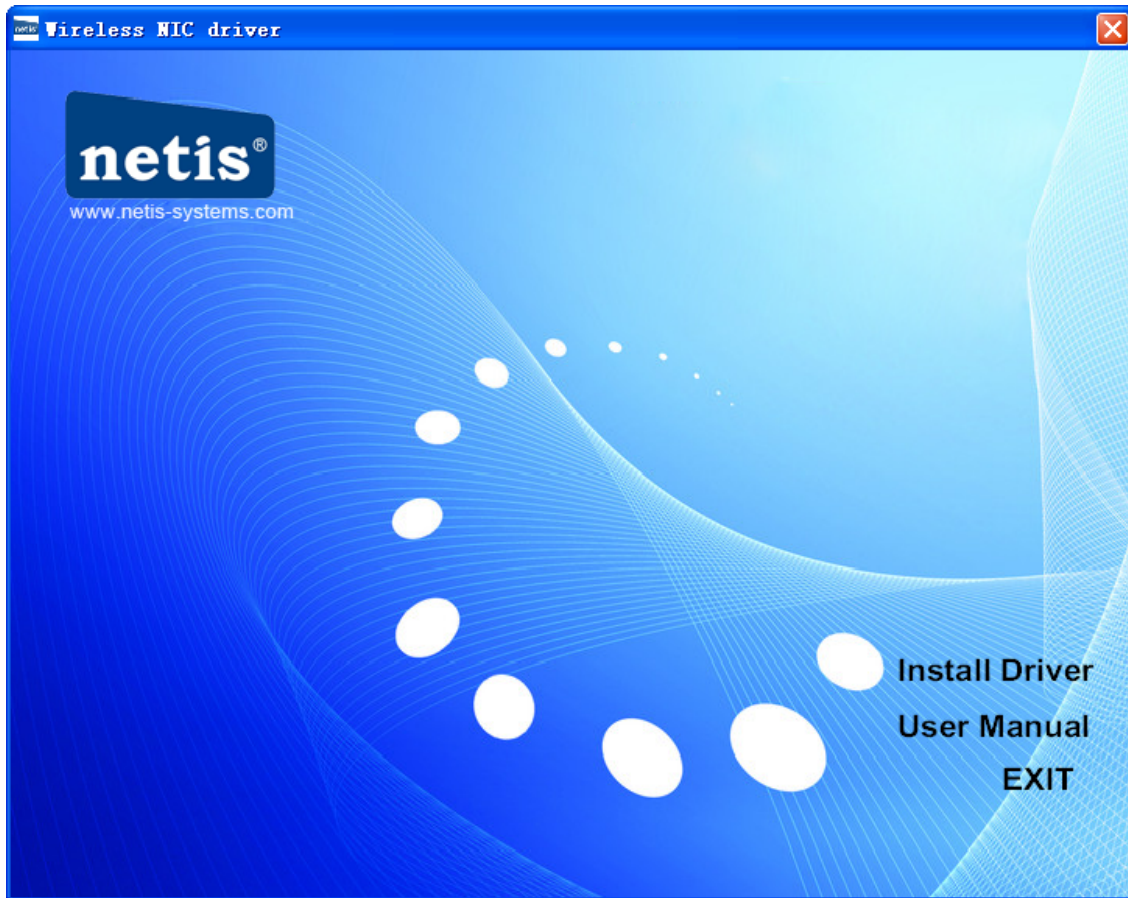 Wireless NIC driver
netis®
www.netis-systems.com
Install Driver
User Manual
EXIT